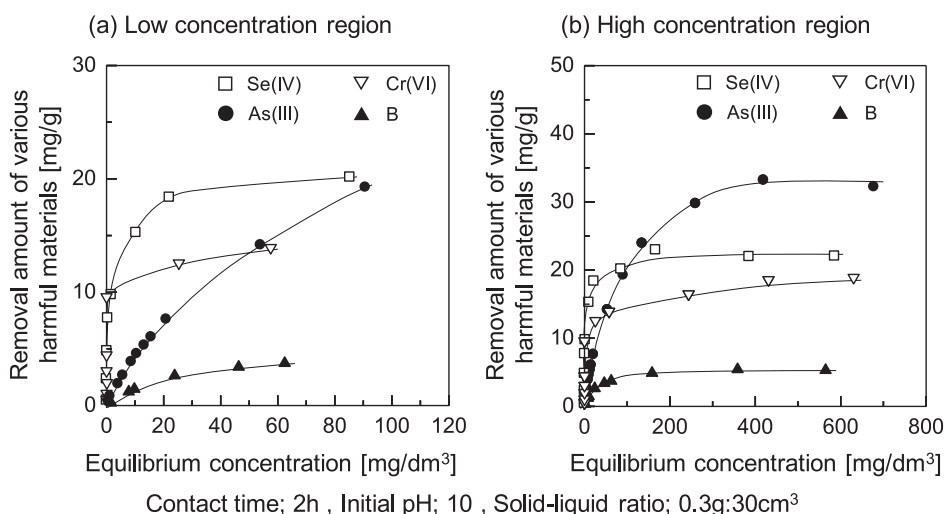 (a) Low concentration region
(b) High concentration region
Removal amount of various
harmful materials [mg/g]
30
20
10
0
Se(IV)
Cr(VI)
As(III)
B
0 20 40 60 80 100 120
Equilibrium concentration [mg/dm³]
Removal amount of various
harmful materials [mg/g]
50
40
30
20
10
0
Se(IV)
Cr(VI)
As(III)
B
0 200 400 600 800
Equilibrium concentration [mg/dm³]
Contact time; 2h , Initial pH; 10 , Solid-liquid ratio; 0.3g:30cm³